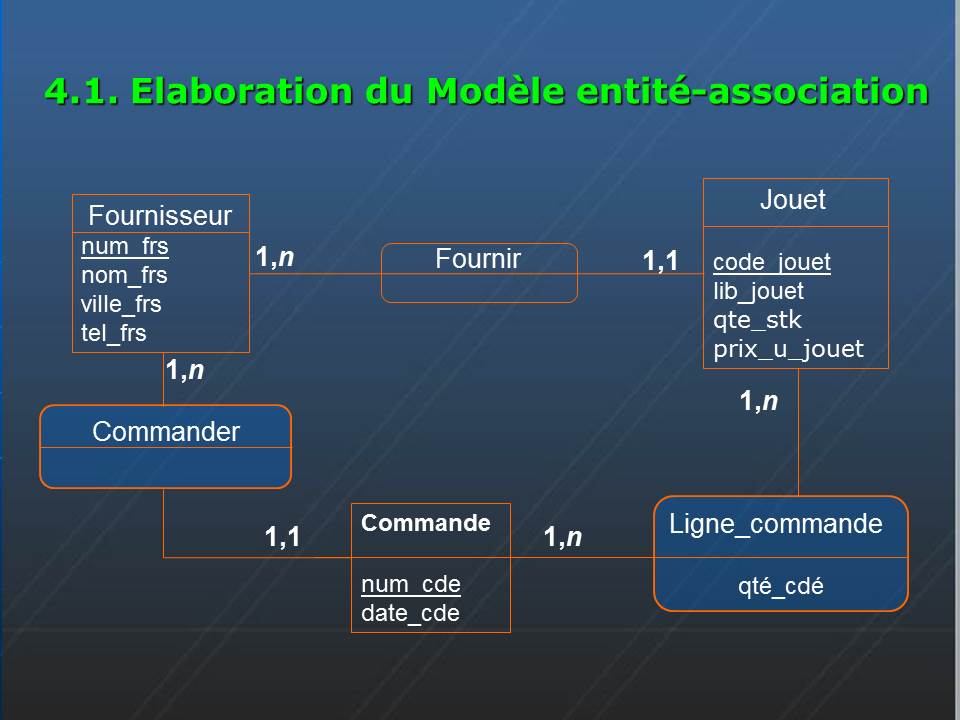 4.1. Elaboration du Modèle entité-association
Fournisseur
num_frs
nom_frs
ville_frs
tel_frs
1,n
Fournir
1,1
Jouet
code_jouet
lib_jouet
qte_stk
prix_u_jouet
1,n
1,n
Commander
1,1
Commande
num_cde
date_cde
1,n
Ligne_commande
qté_cdé